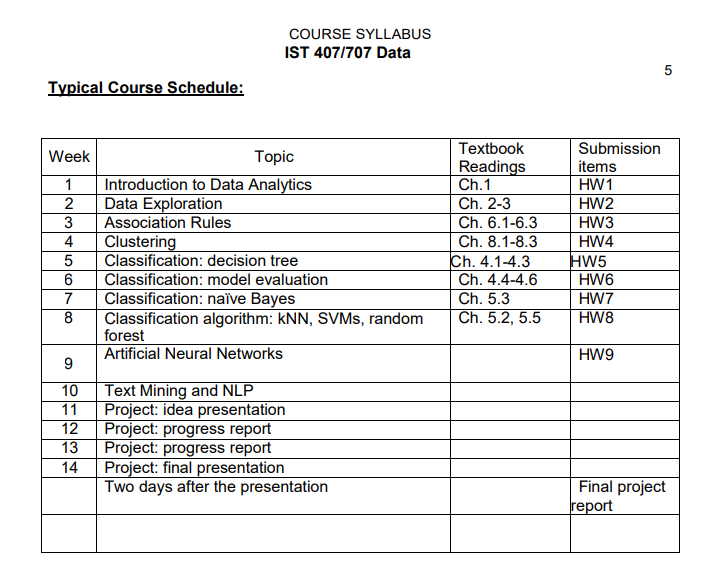 COURSE SYLLABUS
IST 407/707 Data
5
Typical Course Schedule:
Week Topic Textbook Readings Submission items
1 Introduction to Data Analytics Ch.1 HW1
2 Data Exploration Ch. 2-3 HW2
3 Association Rules Ch. 6.1-6.3 HW3
4 Clustering Ch. 8.1-8.3 HW4
5 Classification: decision tree Ch. 4.1-4.3 HW5
6 Classification: model evaluation Ch. 4.4-4.6 HW6
7 Classification: naïve Bayes Ch. 5.3 HW7
8 Classification algorithm: kNN, SVMs, random forest Ch. 5.2, 5.5 HW8
9 Artificial Neural Networks HW9
10 Text Mining and NLP
11 Project: idea presentation
12 Project: progress report
13 Project: progress report
14 Project: final presentation
Two days after the presentation Final project report